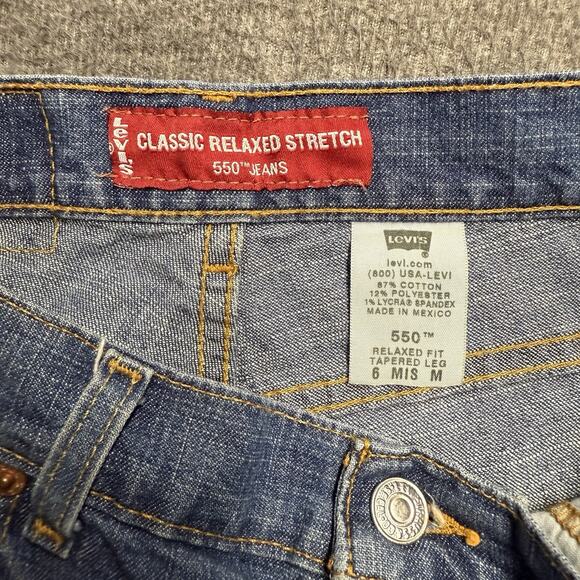 Levi's
CLASSIC RELAXED STRETCH
550™ JEANS
LEVI'S
levi.com
(800) USA-LEVI
87% COTTON
12% POLYESTER
1% LYCRA® SPANDEX
MADE IN MEXICO
550™
RELAXED FIT
TAPERED LEG
6 MIS M